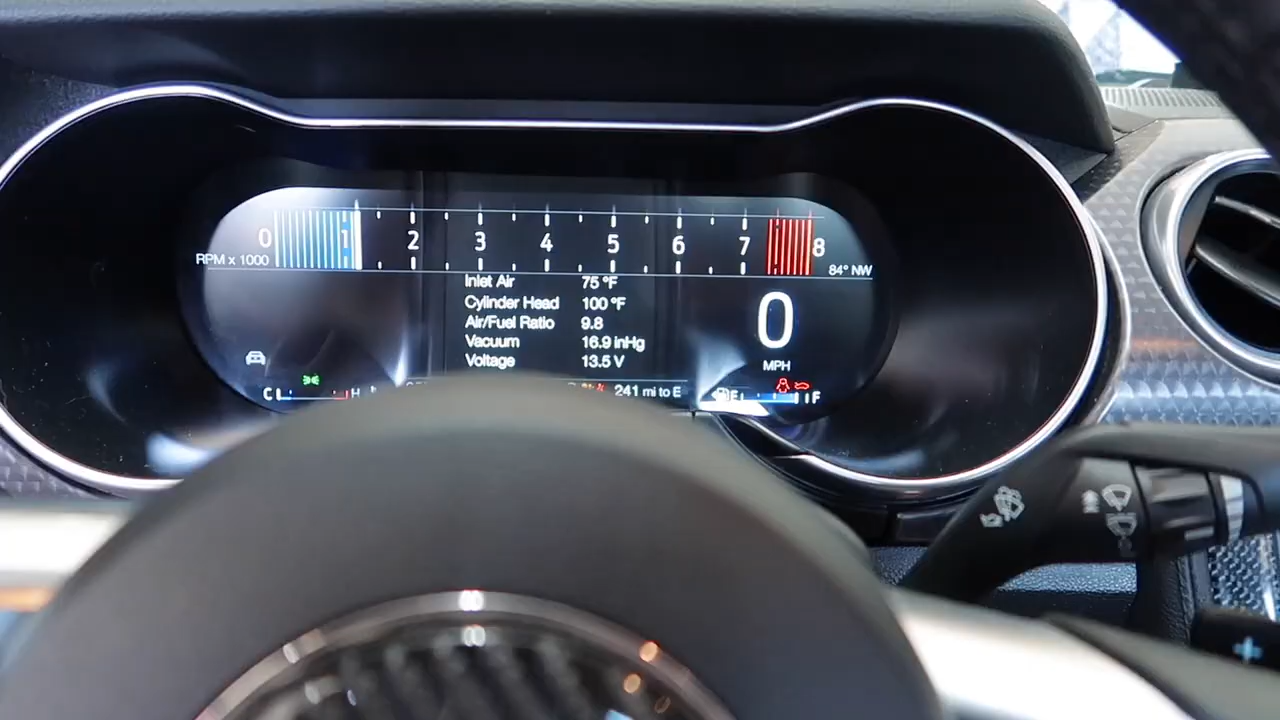 0 1 2 3 4 5 6 7 8
RPM x 1000
84° NW
Inlet Air 75 °F
Cylinder Head 100 °F
Air/Fuel Ratio 9.8
Vacuum 16.9 inHg
Voltage 13.5 V
0
MPH
C H
241 mi to E
E F